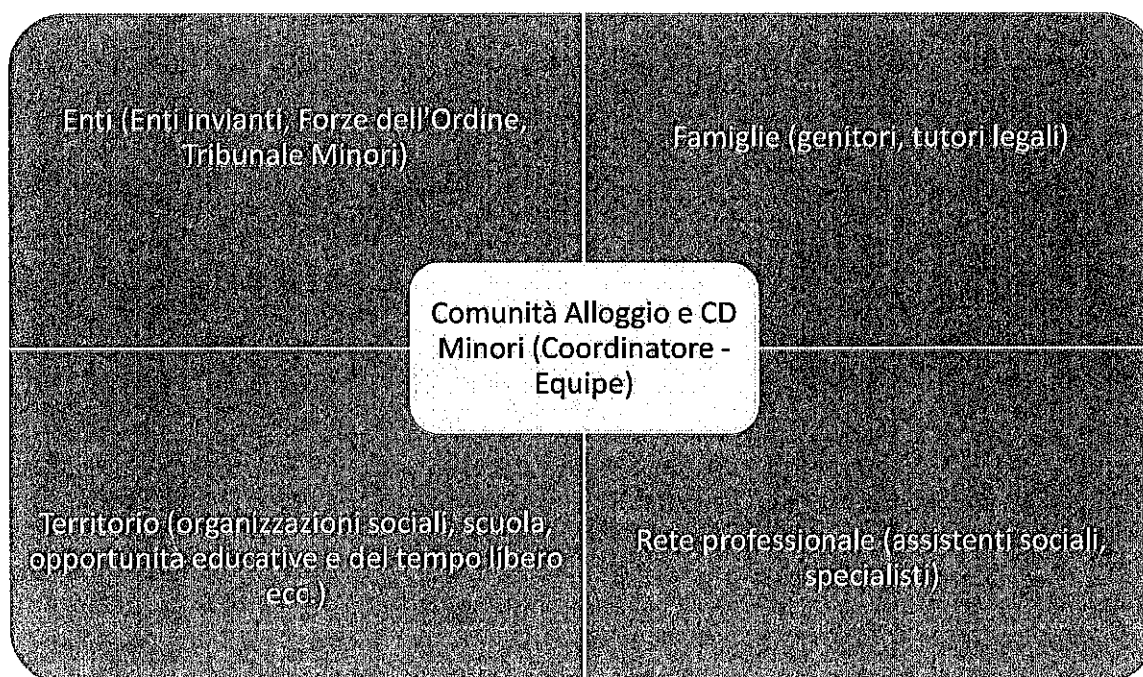 Enti (Enti invianti, Forze dell'Ordine,
Tribunale Minori)
Famiglie (genitori, tutori legali)
Comunità Alloggio e CD
Minori (Coordinatore -
Equipe)
Territorio (organizzazioni sociali, scuola,
opportunità educative e del tempo libero
ecc.)
Rete professionale (assistenti sociali,
specialisti)